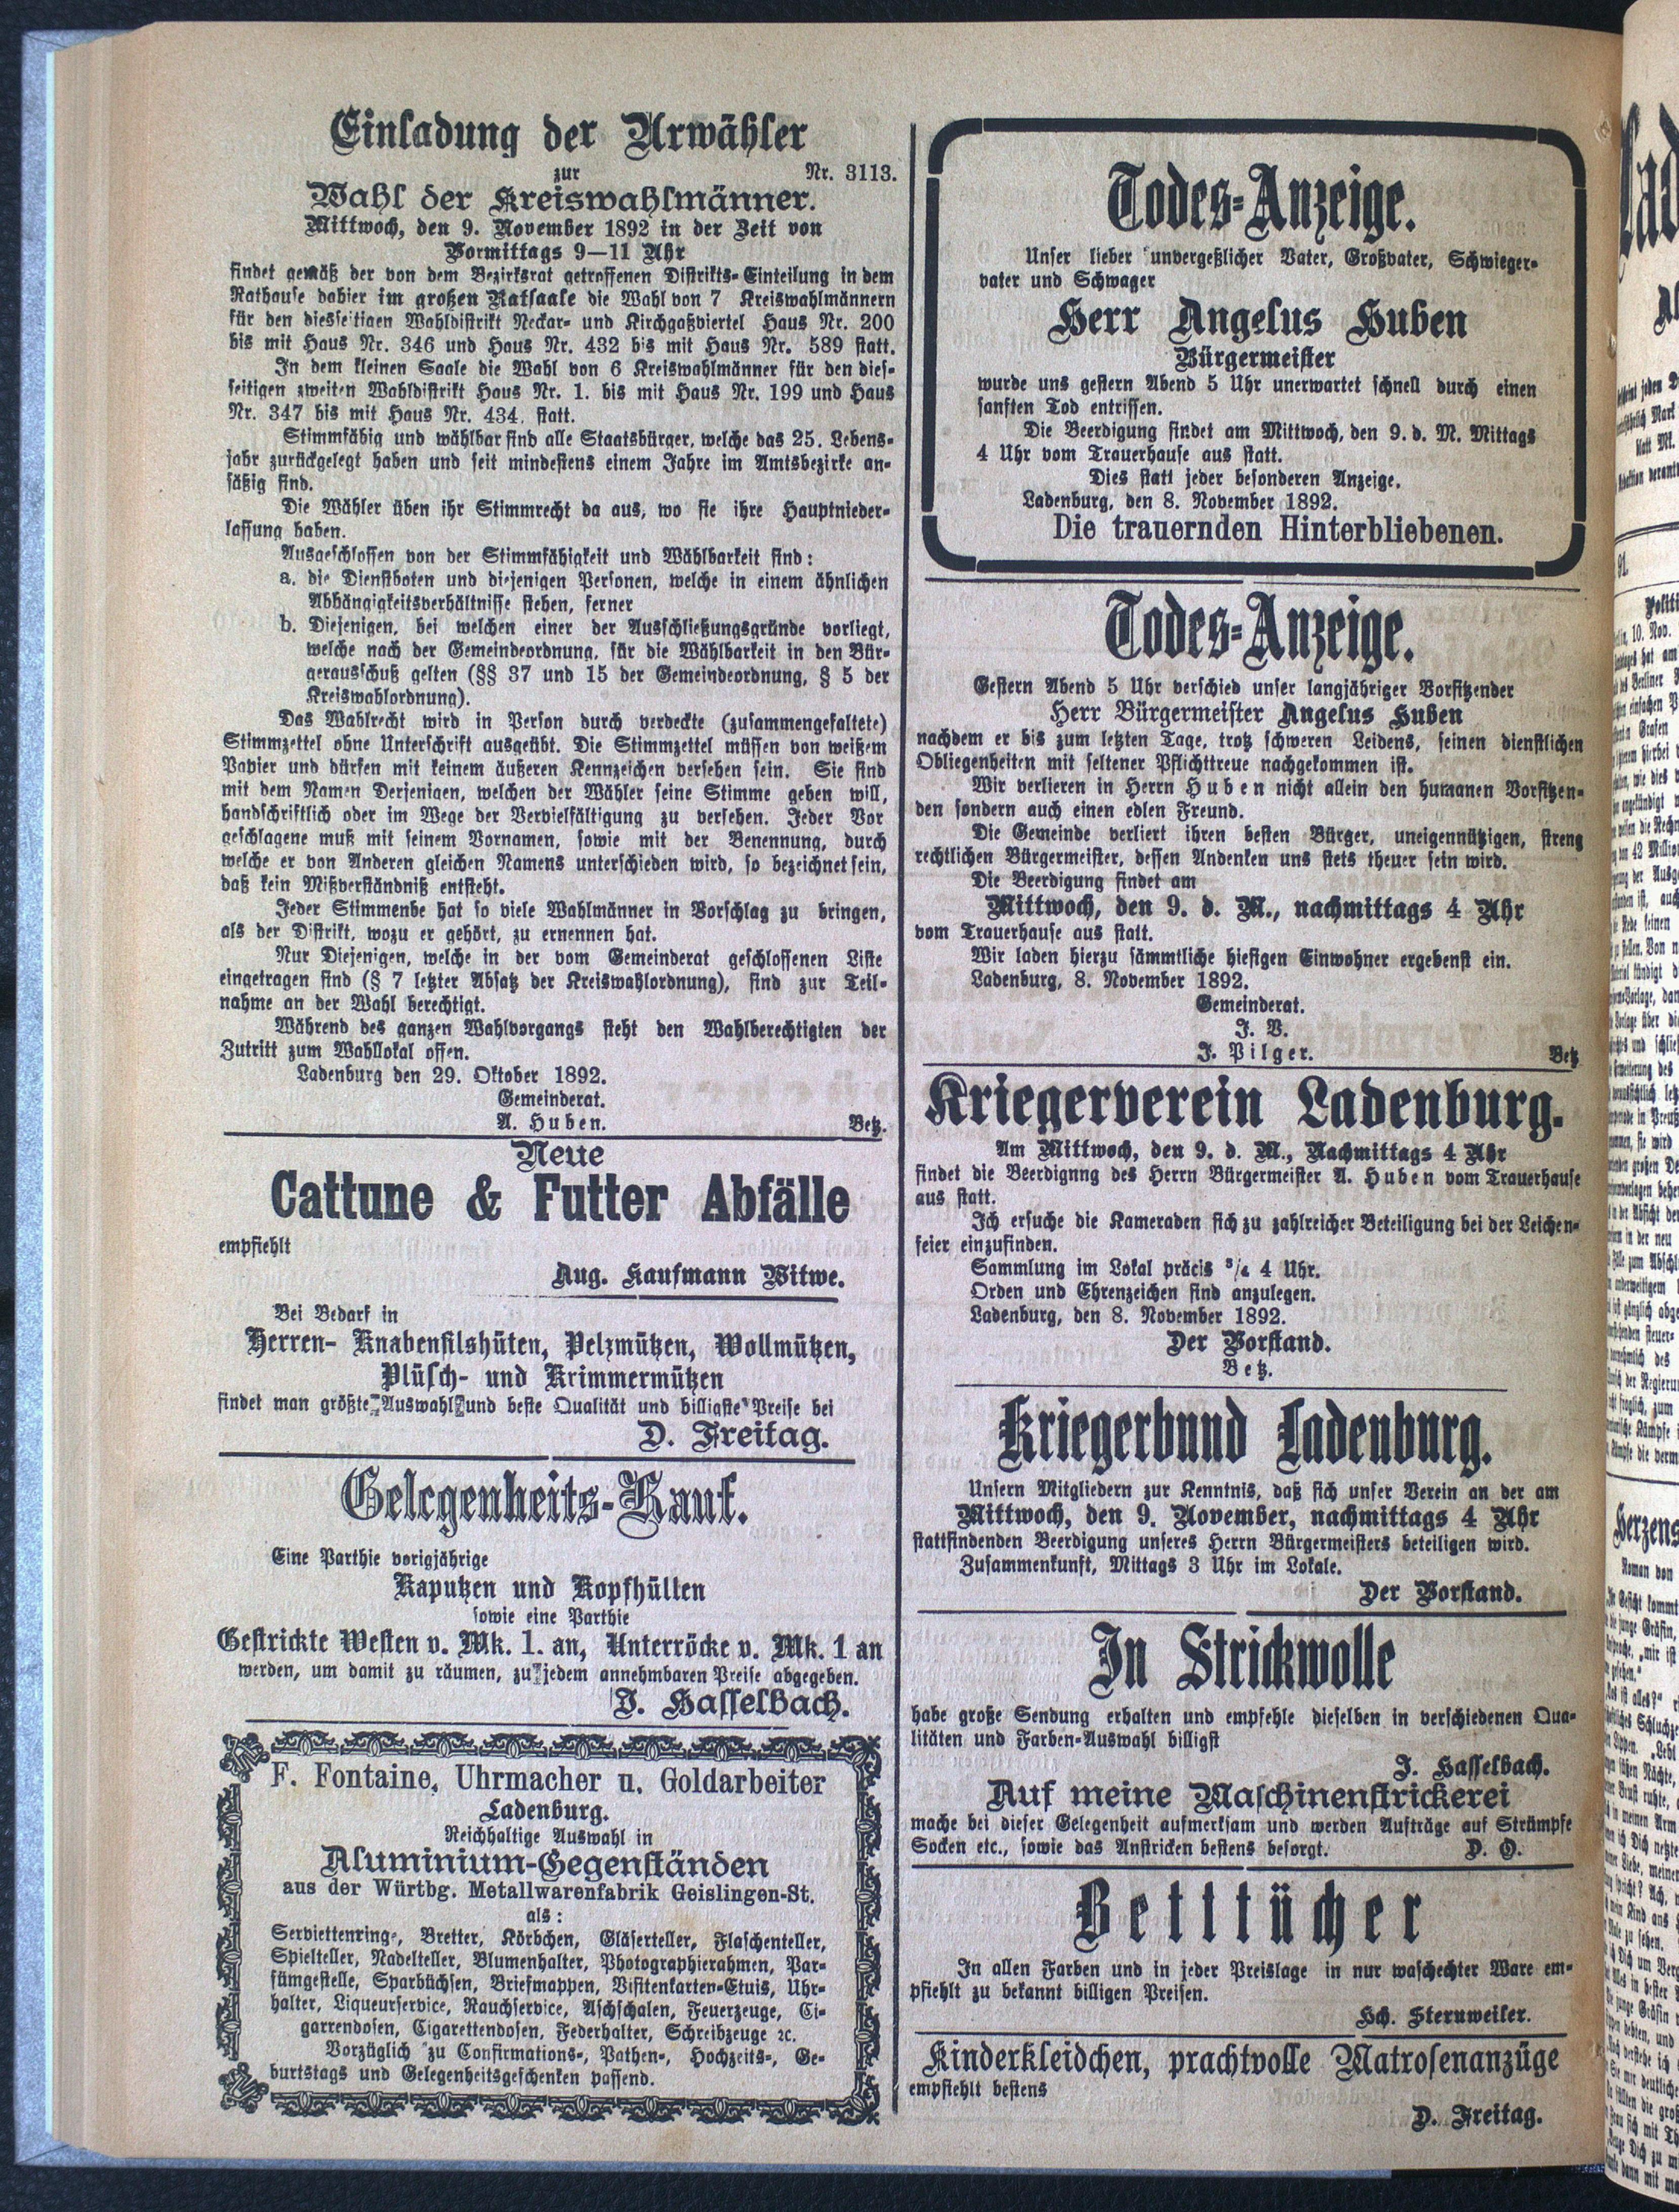 Einladung der Urwähler
zur Nr. 3113.
Wahl der Kreiswahlmänner.
Mittwoch, den 9. November 1892 in der Zeit von
Vormittags 9—11 Uhr
findet gemäß der von dem Bezirksrat getroffenen Distrikts-Einteilung in dem
Rathause dahier im großen Ratsaale die Wahl von 7 Kreiswahlmännern
für den diesseitigen Wahldistrikt Neckar- und Kirchgaßviertel Haus Nr. 200
bis mit Haus Nr. 346 und Haus Nr. 432 bis mit Haus Nr. 589 statt.
In dem kleinen Saale die Wahl von 6 Kreiswahlmänner für den dies-
seitigen zweiten Wahldistrikt Haus Nr. 1. bis mit Haus Nr. 199 und Haus
Nr. 347 bis mit Haus Nr. 434. statt.
Stimmfähig und wählbar sind alle Staatsbürger, welche das 25. Lebens-
jahr zurückgelegt haben und seit mindestens einem Jahre im Amtsbezirke an-
säßig sind.
Die Wähler üben ihr Stimmrecht da aus, wo sie ihre Hauptnieder-
lassung haben.
Ausgeschlossen von der Stimmfähigkeit und Wählbarkeit sind:
a. die Dienstboten und diejenigen Personen, welche in einem ähnlichen
Abhängigkeitsverhältnisse stehen, ferner
b. Diejenigen, bei welchen einer der Ausschließungsgründe vorliegt,
welche nach der Gemeindeordnung, für die Wählbarkeit in den Bür-
gerausschuß gelten (§§ 37 und 15 der Gemeindeordnung, § 5 der
Kreiswahlordnung).
Das Wahlrecht wird in Person durch verdeckte (zusammengefaltete)
Stimmzettel ohne Unterschrift ausgeübt. Die Stimmzettel müssen von weißem
Papier und dürfen mit keinem äußeren Kennzeichen versehen sein. Sie sind
mit dem Namen Derjenigen, welchen der Wähler seine Stimme geben will,
handschriftlich oder im Wege der Vervielfältigung zu versehen. Jeder Vor
geschlagene muß mit seinem Vornamen, sowie mit der Benennung, durch
welche er von Anderen gleichen Namens unterschieden wird, so bezeichnet sein,
daß kein Mißverständniß entsteht.
Jeder Stimmende hat so viele Wahlmänner in Vorschlag zu bringen,
als der Distrikt, wozu er gehört, zu ernennen hat.
Nur Diejenigen, welche in der vom Gemeinderat geschlossenen Liste
eingetragen sind (§ 7 letzter Absatz der Kreiswahlordnung), sind zur Teil-
nahme an der Wahl berechtigt.
Während des ganzen Wahlvorgangs steht den Wahlberechtigten der
Zutritt zum Wahllokal offen.
Ladenburg den 29. Oktober 1892.
Gemeinderat.
A. Huben. Betz.
Neue
Cattune & Futter Abfälle
empfiehlt
Aug. Kaufmann Witwe.
Bei Bedarf in
Herren- Knabenfilshüten, Pelzmützen, Wollmützen,
Plüsch- und Krimmermützen
findet man größte Auswahl und beste Qualität und billigste Preise bei
D. Freitag.
Gelegenheits-Kauf.
Eine Parthie vorigjährige
Kaputzen und Kopfhüllen
sowie eine Parthie
Gestrickte Westen v. Mk. 1. an, Unterröcke v. Mk. 1 an
werden, um damit zu räumen, zu jedem annehmbaren Preise abgegeben.
J. Hasselbach.
F. Fontaine, Uhrmacher u. Goldarbeiter
Ladenburg.
Reichhaltige Auswahl in
Aluminium-Gegenständen
aus der Würtbg. Metallwarenfabrik Geislingen-St.
als:
Serviettenringe, Bretter, Körbchen, Gläserteller, Flaschenteller,
Spielteller, Nadelteller, Blumenhalter, Photographierahmen, Par-
fümgestelle, Sparbüchsen, Briefmappen, Visitenkarten-Etuis, Uhr-
halter, Liqueurservice, Rauchservice, Aschschalen, Feuerzeuge, Ci-
garrendosen, Cigarettendosen, Federhalter, Schreibzeuge ꝛc.
Vorzüglich zu Confirmations-, Pathen-, Hochzeits-, Ge-
burtstags und Gelegenheitsgeschenken passend.
Todes-Anzeige.
Unser lieber unvergeßlicher Vater, Großvater, Schwieger-
vater und Schwager
Herr Angelus Huben
Bürgermeister
wurde uns gestern Abend 5 Uhr unerwartet schnell durch einen
sanften Tod entrissen.
Die Beerdigung findet am Mittwoch, den 9. d. M. Mittags
4 Uhr vom Trauerhause aus statt.
Dies statt jeder besonderen Anzeige.
Ladenburg, den 8. November 1892.
Die trauernden Hinterbliebenen.
Todes-Anzeige.
Gestern Abend 5 Uhr verschied unser langjähriger Vorsitzender
Herr Bürgermeister Angelus Huben
nachdem er bis zum letzten Tage, trotz schweren Leidens, seinen dienstlichen
Obliegenheiten mit seltener Pflichttreue nachgekommen ist.
Wir verlieren in Herrn Huben nicht allein den humanen Vorsitzen-
den sondern auch einen edlen Freund.
Die Gemeinde verliert ihren besten Bürger, uneigennützigen, streng
rechtlichen Bürgermeister, dessen Andenken uns stets theuer sein wird.
Die Beerdigung findet am
Mittwoch, den 9. d. M., nachmittags 4 Uhr
vom Trauerhause aus statt.
Wir laden hierzu sämmtliche hiesigen Einwohner ergebenst ein.
Ladenburg, 8. November 1892.
Gemeinderat.
J. V.
J. Pilger. Betz
Kriegerverein Ladenburg.
Am Mittwoch, den 9. d. M., Nachmittags 4 Uhr
findet die Beerdignng des Herrn Bürgermeister A. Huben vom Trauerhause
aus statt.
Ich ersuche die Kameraden sich zu zahlreicher Beteiligung bei der Leichen-
feier einzufinden.
Sammlung im Lokal präcis ³/₄ 4 Uhr.
Orden und Ehrenzeichen sind anzulegen.
Ladenburg, den 8. November 1892.
Der Vorstand.
Betz.
Kriegerbund Ladenburg.
Unsern Mitgliedern zur Kenntnis, daß sich unser Verein an der am
Mittwoch, den 9. November, nachmittags 4 Uhr
stattfindenden Beerdigung unseres Herrn Bürgermeisters beteiligen wird.
Zusammenkunft, Mittags 3 Uhr im Lokale.
Der Vorstand.
In Strickwolle
habe große Sendung erhalten und empfehle dieselben in verschiedenen Qua-
litäten und Farben-Auswahl billigst
J. Hasselbach.
Auf meine Maschinenstrickerei
mache bei dieser Gelegenheit aufmerksam und werden Aufträge auf Strümpfe
Socken etc., sowie das Anstricken bestens besorgt. D. O.
Betttücher
In allen Farben und in jeder Preislage in nur waschechter Ware em-
pfiehlt zu bekannt billigen Preisen.
Hch. Sternweiler.
Kinderkleidchen, prachtvolle Matrosenanzüge
empfiehlt bestens
D. Freitag.